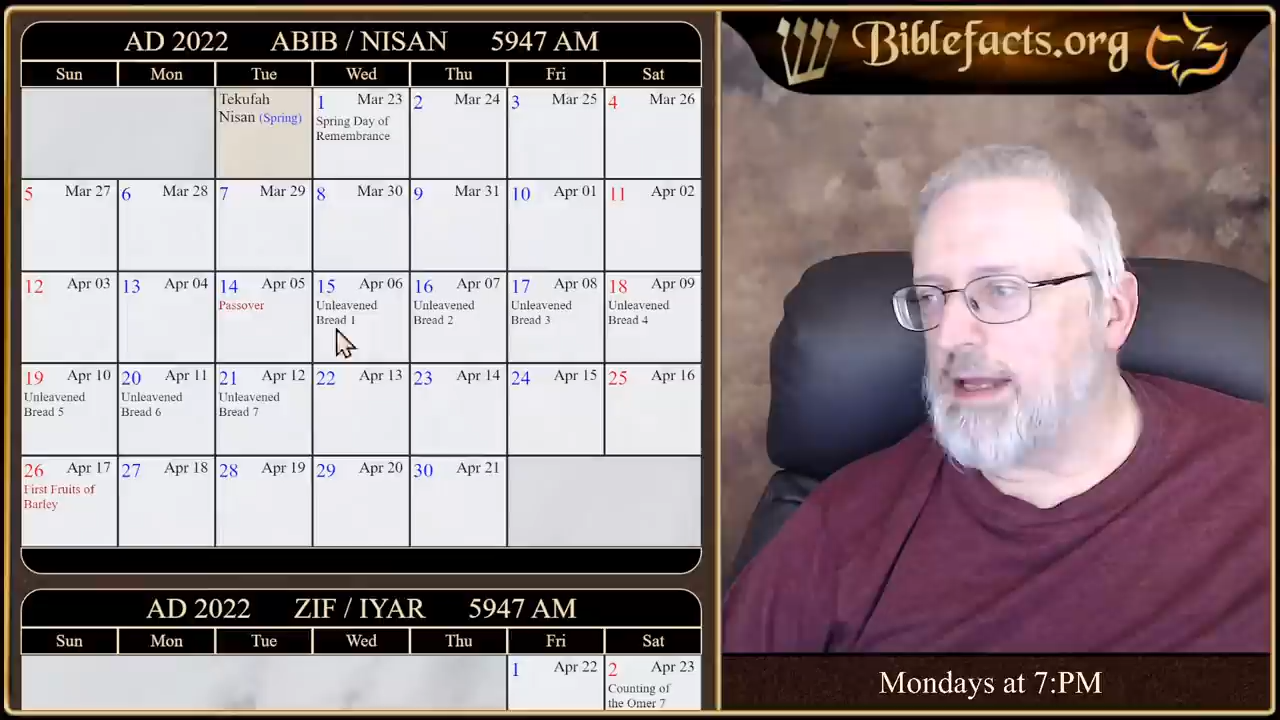 AD 2022 ABIB / NISAN 5947 AM
Sun Mon Tue Wed Thu Fri Sat
Tekufah
Nisan (Spring)
1 Mar 23
Spring Day of
Remembrance
2 Mar 24
3 Mar 25
4 Mar 26
5 Mar 27
6 Mar 28
7 Mar 29
8 Mar 30
9 Mar 31
10 Apr 01
11 Apr 02
12 Apr 03
13 Apr 04
14 Apr 05
Passover
15 Apr 06
Unleavened
Bread 1
16 Apr 07
Unleavened
Bread 2
17 Apr 08
Unleavened
Bread 3
18 Apr 09
Unleavened
Bread 4
19 Apr 10
Unleavened
Bread 5
20 Apr 11
Unleavened
Bread 6
21 Apr 12
Unleavened
Bread 7
22 Apr 13
23 Apr 14
24 Apr 15
25 Apr 16
26 Apr 17
First Fruits of
Barley
27 Apr 18
28 Apr 19
29 Apr 20
30 Apr 21
AD 2022 ZIF / IYAR 5947 AM
Sun Mon Tue Wed Thu Fri Sat
1 Apr 22
2 Apr 23
Counting of
the Omer 7
Biblefacts.org
Mondays at 7:PM